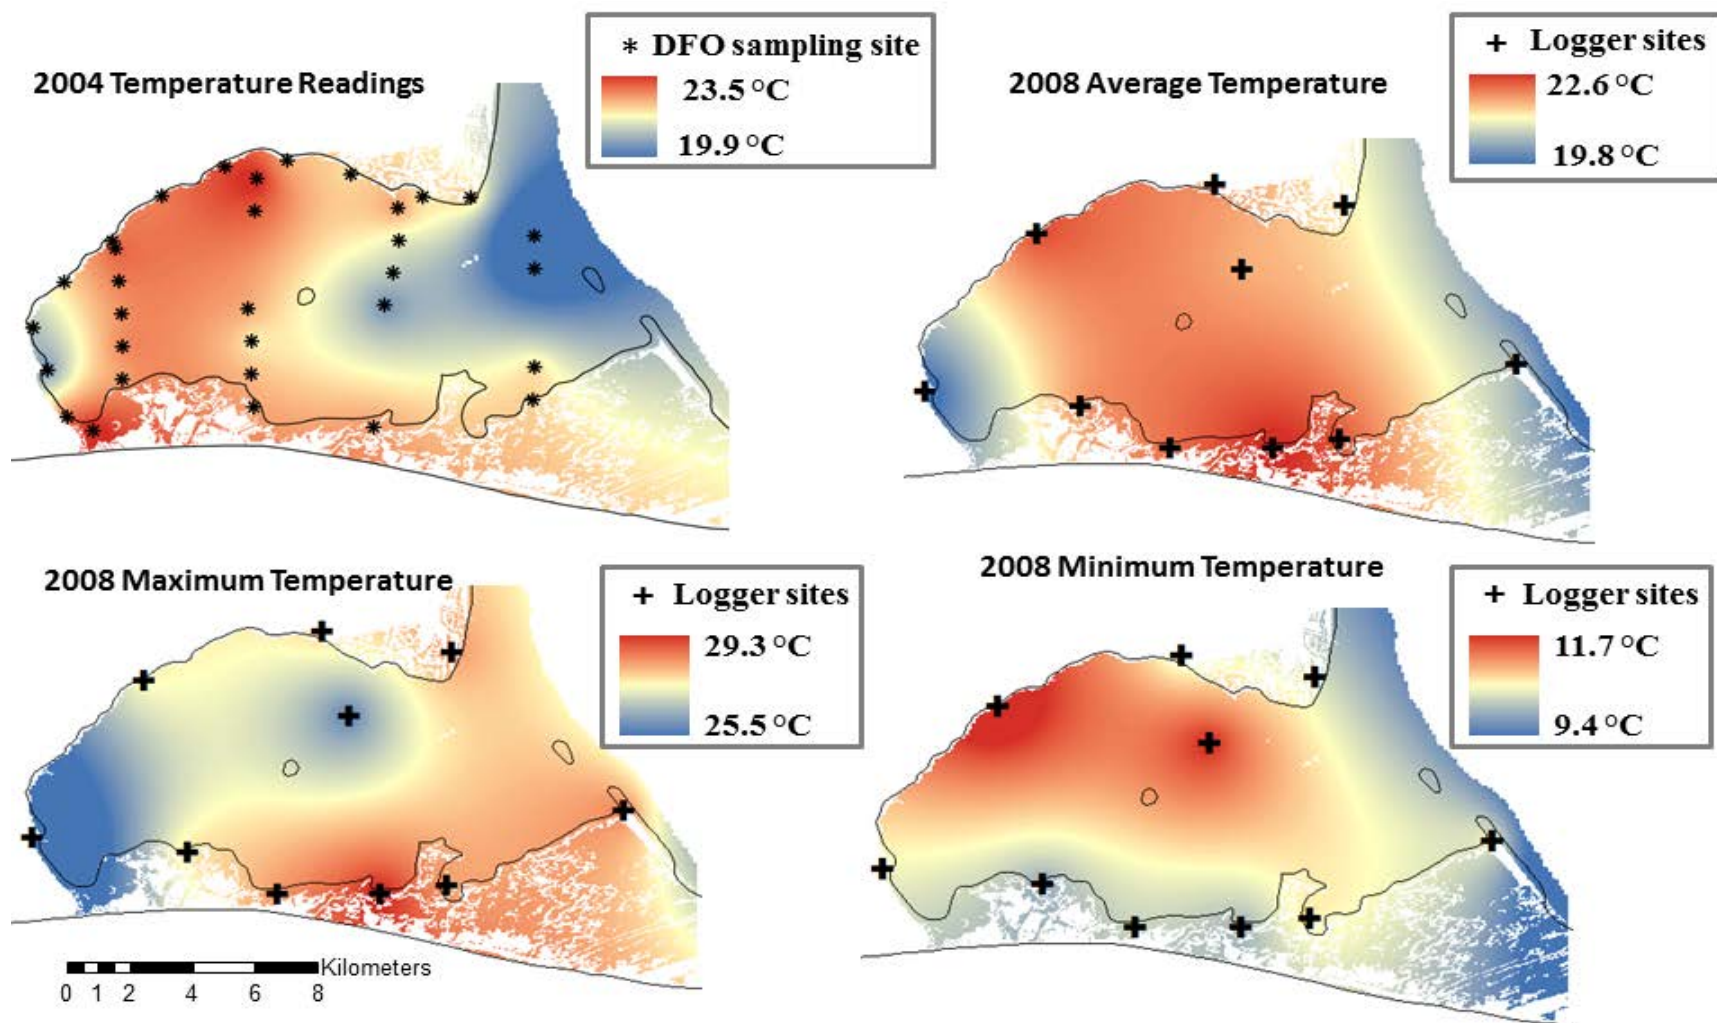 2004 Temperature Readings
* DFO sampling site
23.5 °C
19.9 °C
2008 Average Temperature
+ Logger sites
22.6 °C
19.8 °C
2008 Maximum Temperature
+ Logger sites
29.3 °C
25.5 °C
2008 Minimum Temperature
+ Logger sites
11.7 °C
9.4 °C
Kilometers
0 1 2 4 6 8